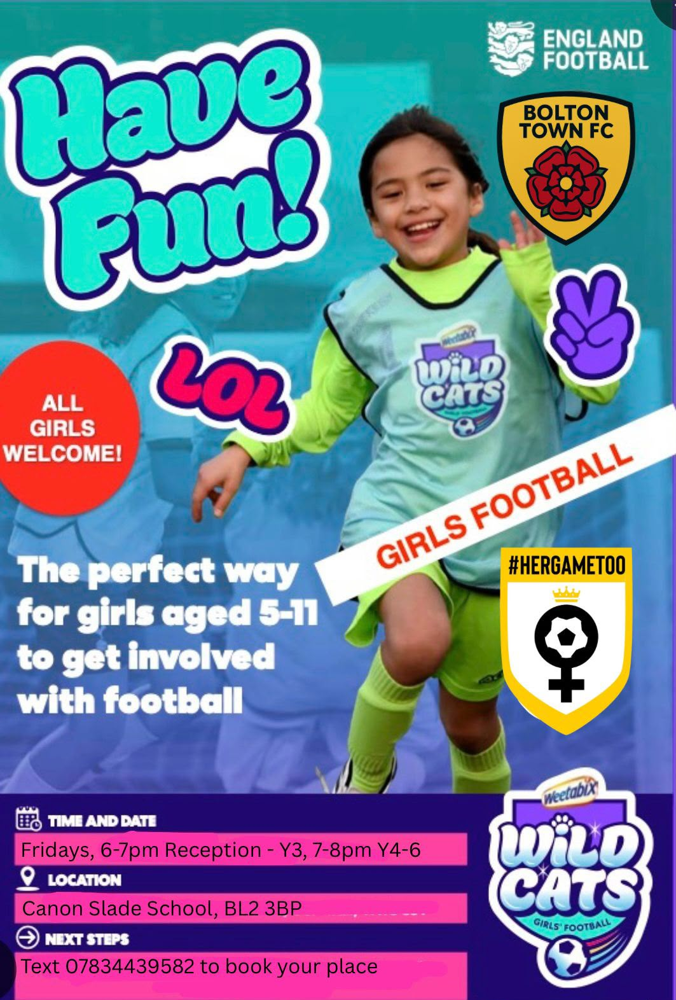 ENGLAND
FOOTBALL
Have
Fun!
BOLTON
TOWN FC
LOL
ALL
GIRLS
WELCOME!
Weetabix
WiLD
CATS
GIRLS' FOOTBALL
GIRLS FOOTBALL
#HERGAMETOO
The perfect way
for girls aged 5-11
to get involved
with football
TIME AND DATE
Fridays, 6-7pm Reception - Y3, 7-8pm Y4-6
LOCATION
Canon Slade School, BL2 3BP
NEXT STEPS
Text 07834439582 to book your place
Weetabix
WiLD
CATS
GIRLS' FOOTBALL